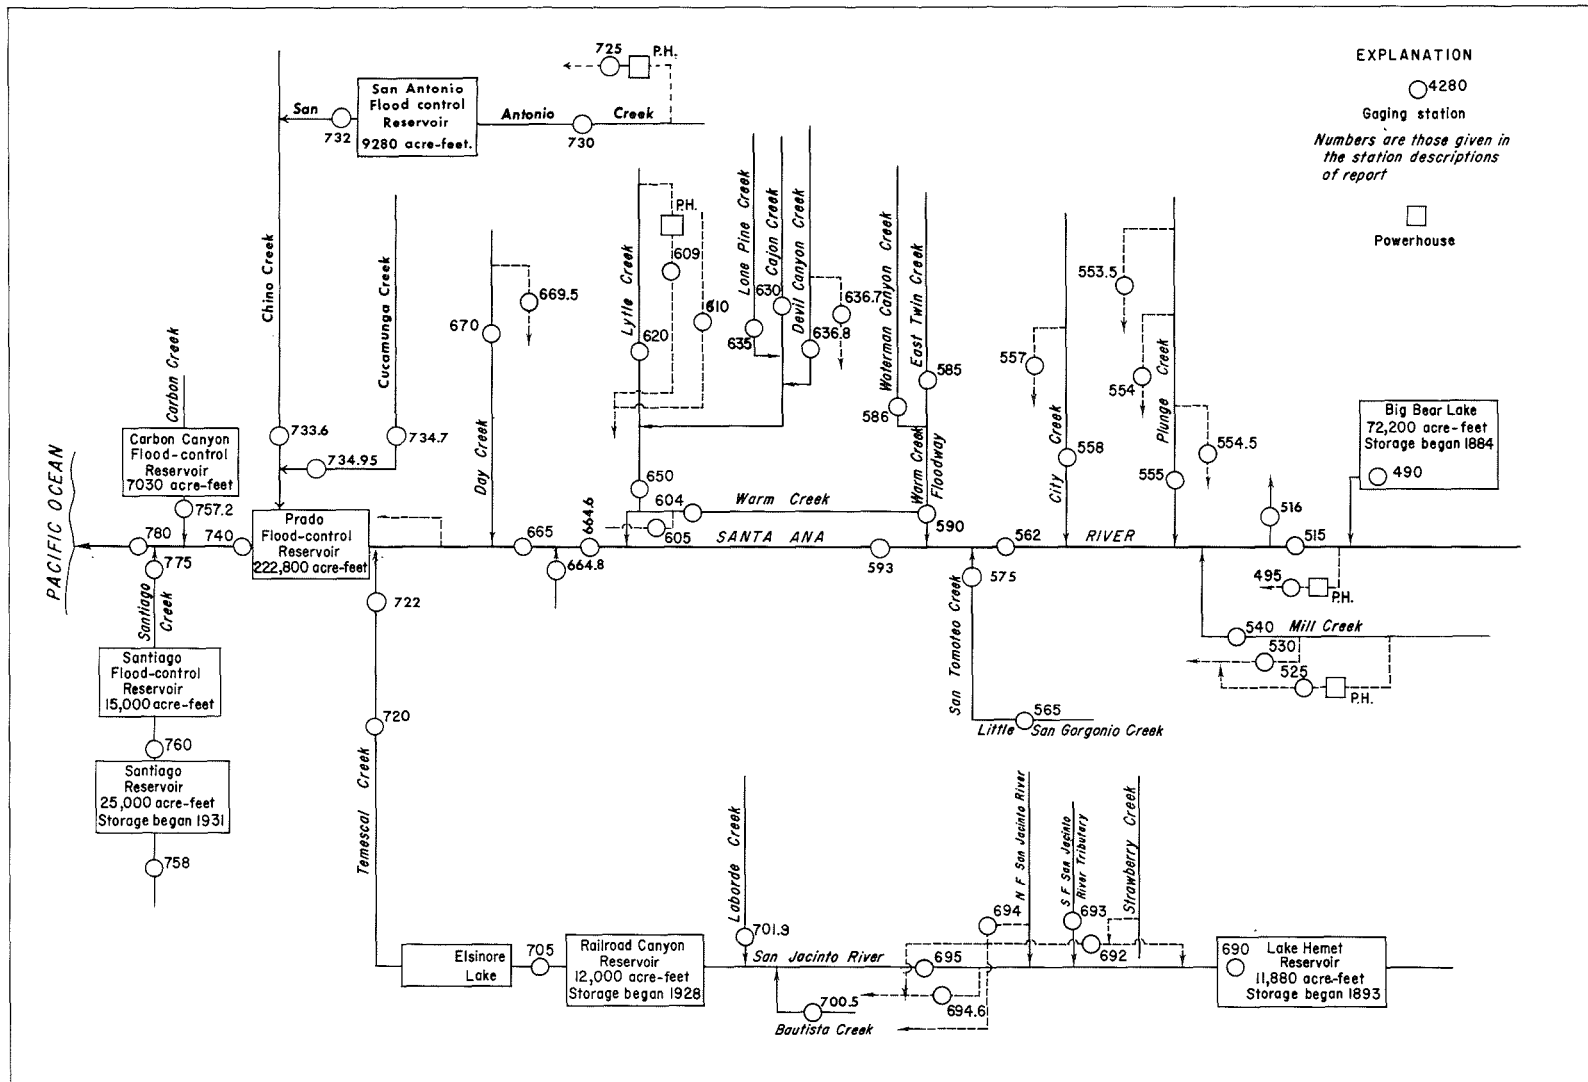 EXPLANATION
4280
Gaging station
Numbers are those given in
the station descriptions
of report
Powerhouse
725
P.H.
San Antonio
Flood control
Reservoir
9280 acre-feet.
San
Antonio
Creek
732
730
Chino Creek
Cucamunga Creek
Carbon Creek
Carbon Canyon
Flood-control
Reservoir
7030 acre-feet
733.6
734.7
734.95
757.2
Day Creek
670
669.5
Lytle Creek
P.H.
609
610
620
650
Lone Pine Creek
Cajon Creek
Devil Canyon Creek
630
635
636.7
636.8
Waterman Canyon Creek
East Twin Creek
585
586
Warm Creek
Floodway
590
604
Warm Creek
605
City Creek
557
558
Plunge Creek
553.5
554
554.5
555
Big Bear Lake
72,200 acre-feet
Storage began 1884
490
516
PACIFIC OCEAN
780
740
775
Prado
Flood-control
Reservoir
222,800 acre-feet
665
664.6
664.8
SANTA ANA
593
562
RIVER
515
495
P.H.
540
Mill Creek
530
525
P.H.
575
San Tomoteo Creek
565
Little San Gorgonio Creek
722
720
Temescal Creek
Santiago
Creek
Santiago
Flood-control
Reservoir
15,000 acre-feet
760
Santiago
Reservoir
25,000 acre-feet
Storage began 1931
758
Elsinore
Lake
705
Railroad Canyon
Reservoir
12,000 acre-feet
Storage began 1928
Laborde Creek
701.9
San Jacinto River
695
700.5
Bautista Creek
694.6
694
N F San Jacinto River
S F San Jacinto
River Tributary
693
692
Strawberry Creek
690
Lake Hemet
Reservoir
11,880 acre-feet
Storage began 1893